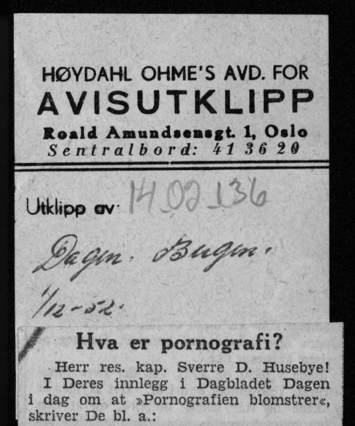 HØYDAHL OHME'S AVD. FOR
AVISUTKLIPP
Roald Amundsensgt. 1, Oslo
Sentralbord: 41 36 20
Utklipp av:
14_02_136
Dagen. Bergen.
1/12-52.
Hva er pornografi?
Herr res. kap. Sverre D. Husebye!
I Deres innlegg i Dagbladet Dagen
i dag om at »Pornografien blomstrer«,
skriver De bl. a.: